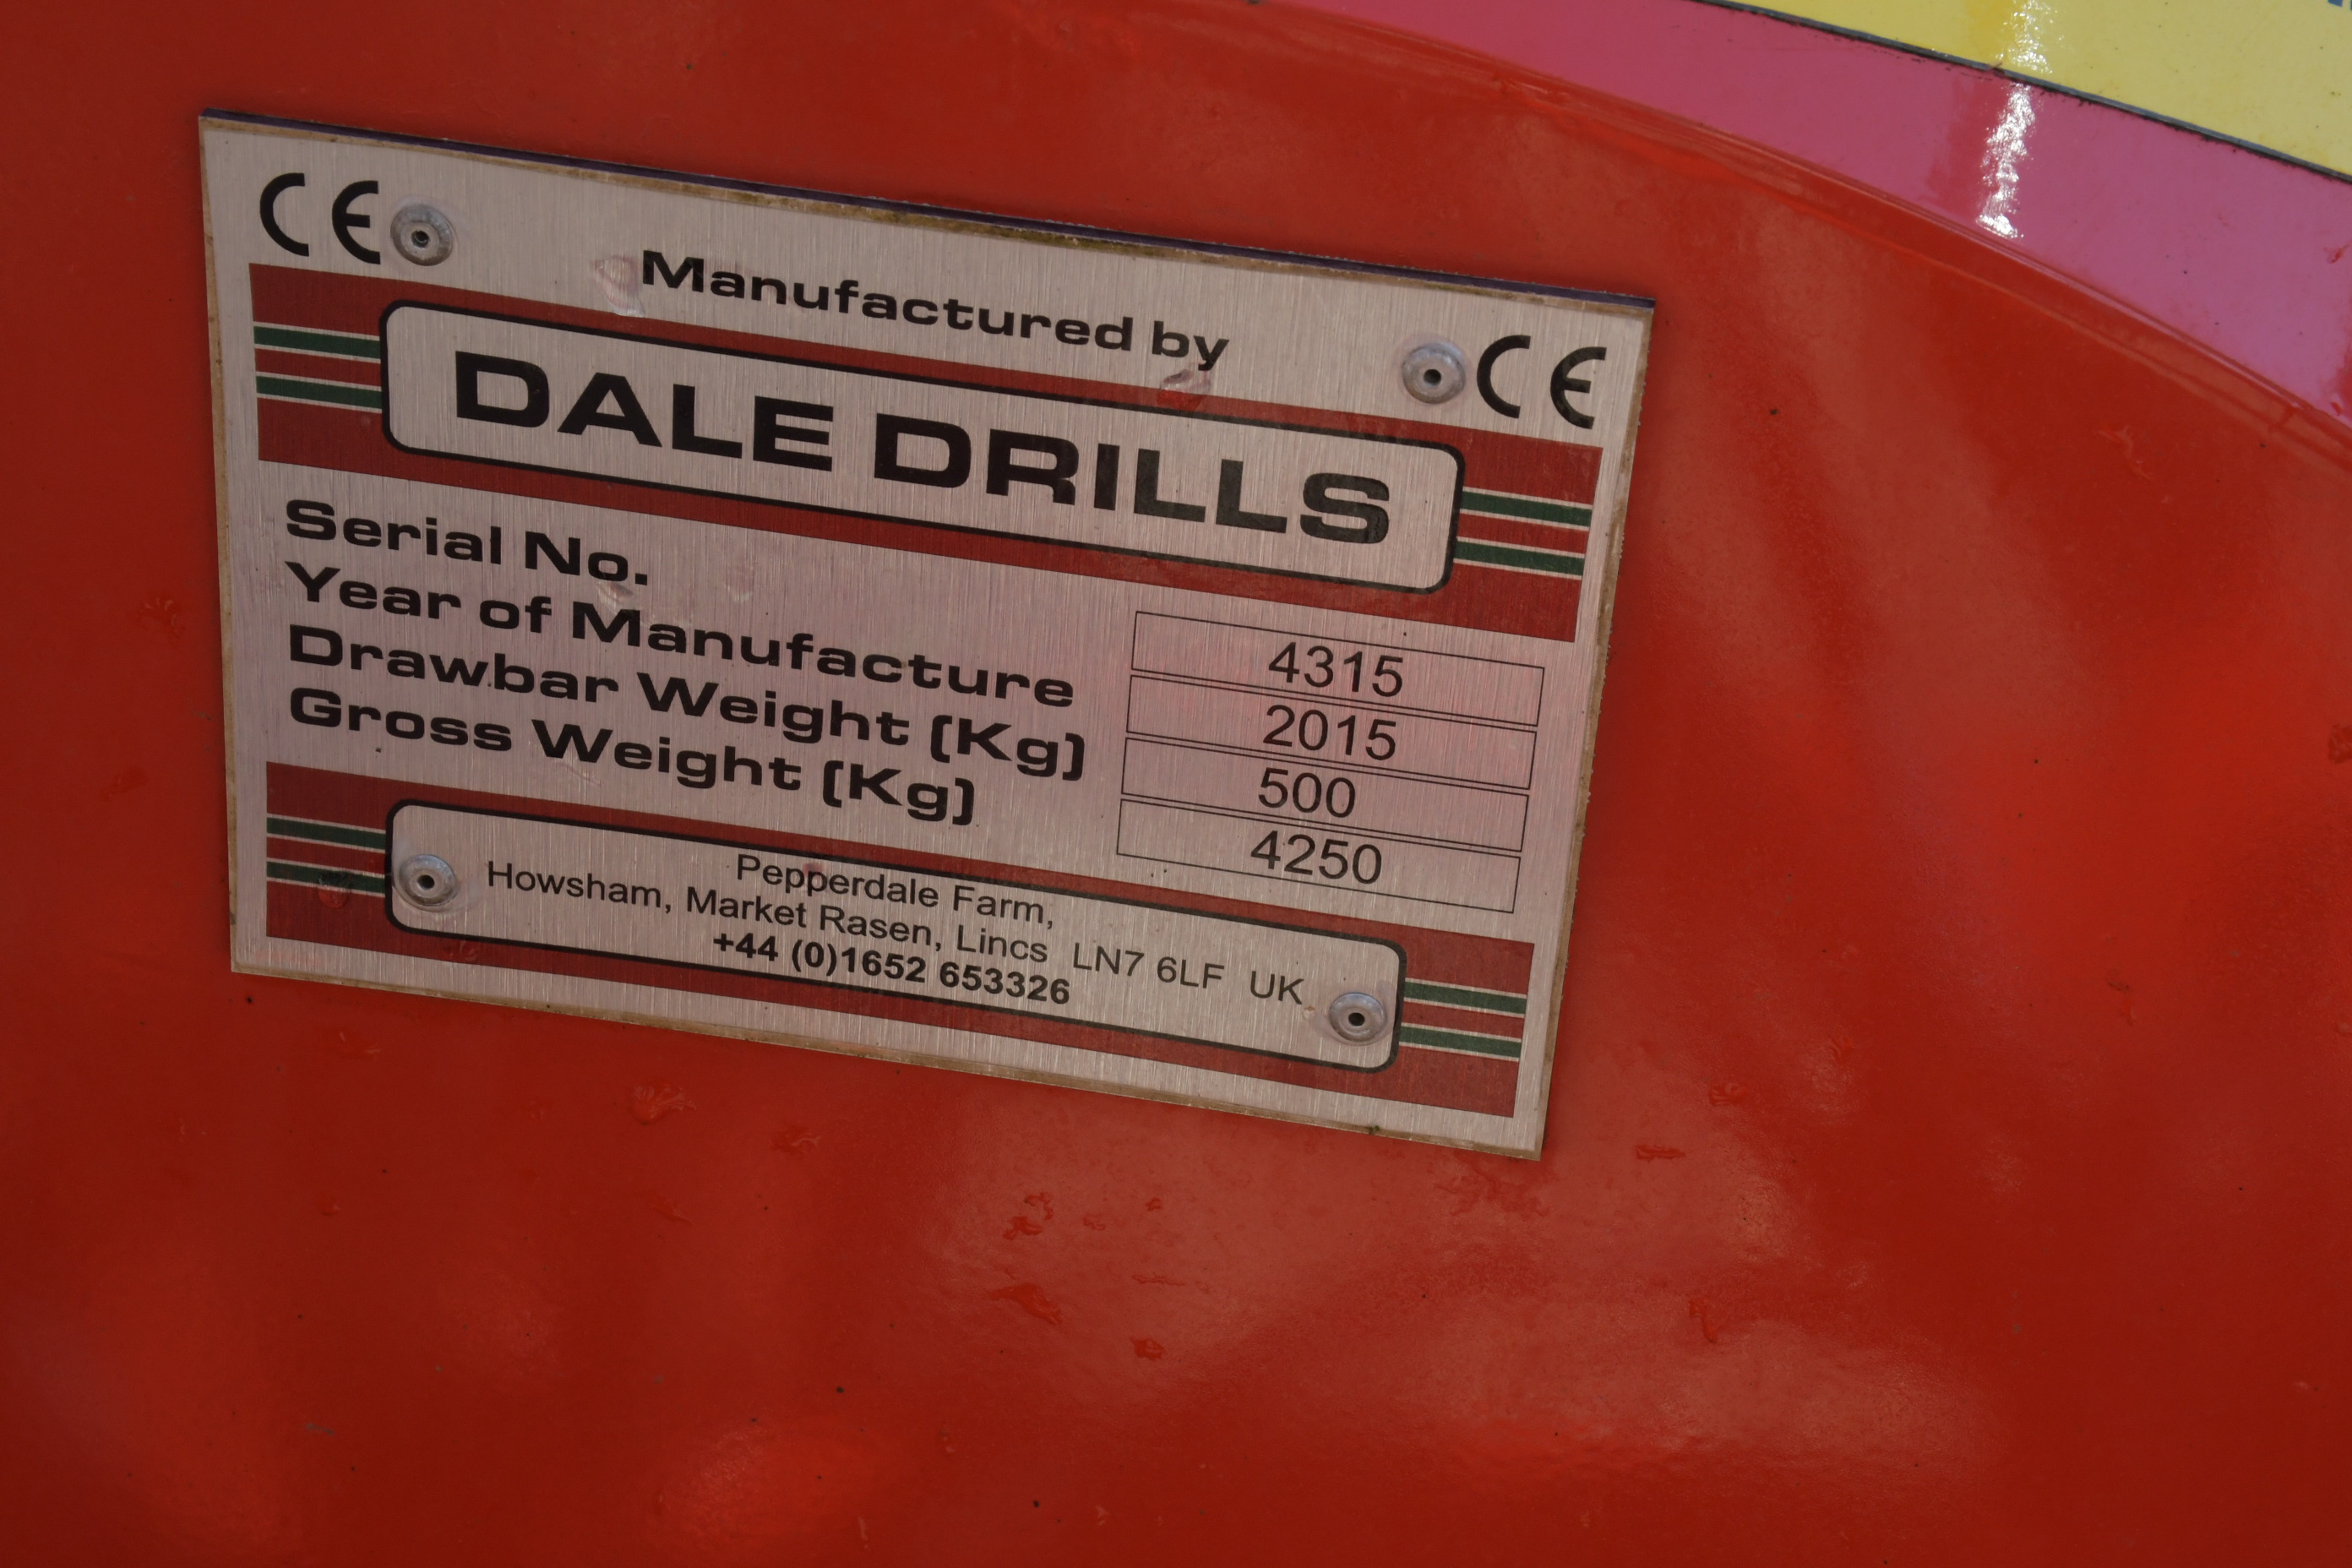 CE
CE
Manufactured by
DALE DRILLS
Serial No. 4315
Year of Manufacture 2015
Drawbar Weight (Kg) 500
Gross Weight (Kg) 4250
Pepperdale Farm,
Howsham, Market Rasen, Lincs LN7 6LF UK
+44 (0)1652 653326